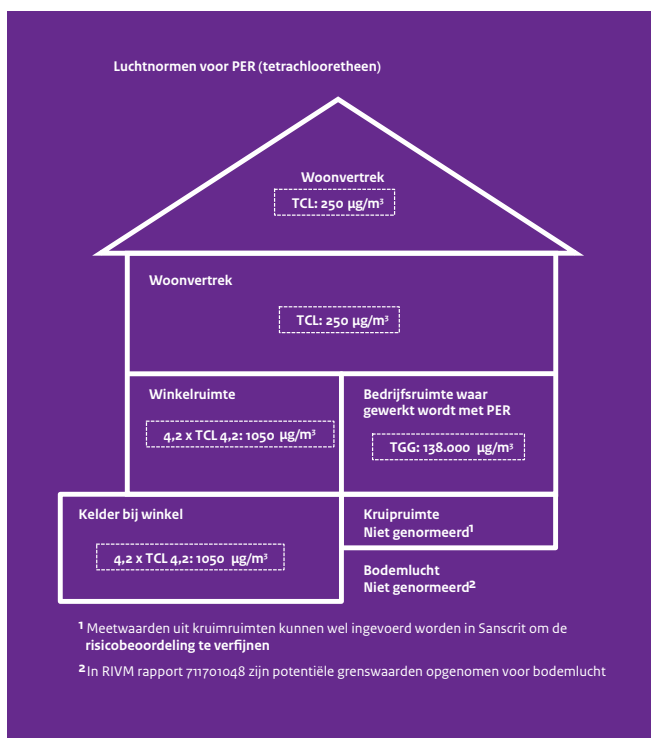 Luchtnormen voor PER (tetrachlooretheen)
Woonvertrek
TCL: 250 µg/m³
Woonvertrek
TCL: 250 µg/m³
Winkelruimte
4,2 x TCL 4,2: 1050 µg/m³
Bedrijfsruimte waar
gewerkt wordt met PER
TGG: 138.000 µg/m³
Kelder bij winkel
4,2 x TCL 4,2: 1050 µg/m³
Kruipruimte
Niet genormeerd¹
Bodemlucht
Niet genormeerd²
¹ Meetwaarden uit kruimruimten kunnen wel ingevoerd worden in Sanscrit om de
risicobeoordeling te verfijnen
² In RIVM rapport 711701048 zijn potentiële grenswaarden opgenomen voor bodemlucht